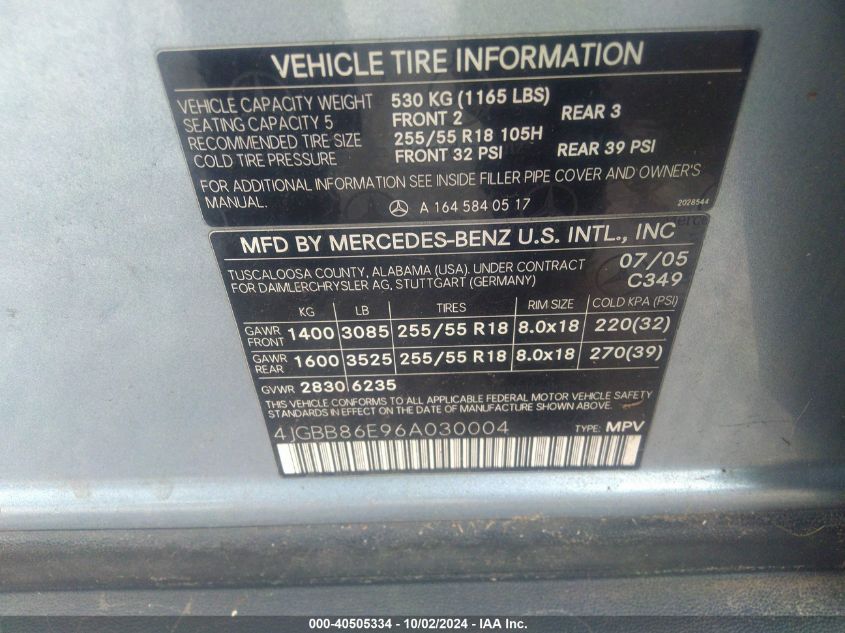 VEHICLE TIRE INFORMATION
VEHICLE CAPACITY WEIGHT 530 KG (1165 LBS)
SEATING CAPACITY 5 FRONT 2 REAR 3
RECOMMENDED TIRE SIZE 255/55 R18 105H
COLD TIRE PRESSURE FRONT 32 PSI REAR 39 PSI
FOR ADDITIONAL INFORMATION SEE INSIDE FILLER PIPE COVER AND OWNER'S
MANUAL.
A 164 584 05 17 2028544
MFD BY MERCEDES-BENZ U.S. INTL., INC
TUSCALOOSA COUNTY, ALABAMA (USA). UNDER CONTRACT 07/05
FOR DAIMLERCHRYSLER AG, STUTTGART (GERMANY) C349
KG LB TIRES RIM SIZE COLD KPA (PSI)
GAWR FRONT 1400 3085 255/55 R18 8.0x18 220(32)
GAWR REAR 1600 3525 255/55 R18 8.0x18 270(39)
GVWR 2830 6235
THIS VEHICLE CONFORMS TO ALL APPLICABLE FEDERAL MOTOR VEHICLE SAFETY
STANDARDS IN EFFECT ON THE DATE OF MANUFACTURE SHOWN ABOVE.
4JGBB86E96A030004 TYPE: MPV
000-40505334 - 10/02/2024 - IAA Inc.